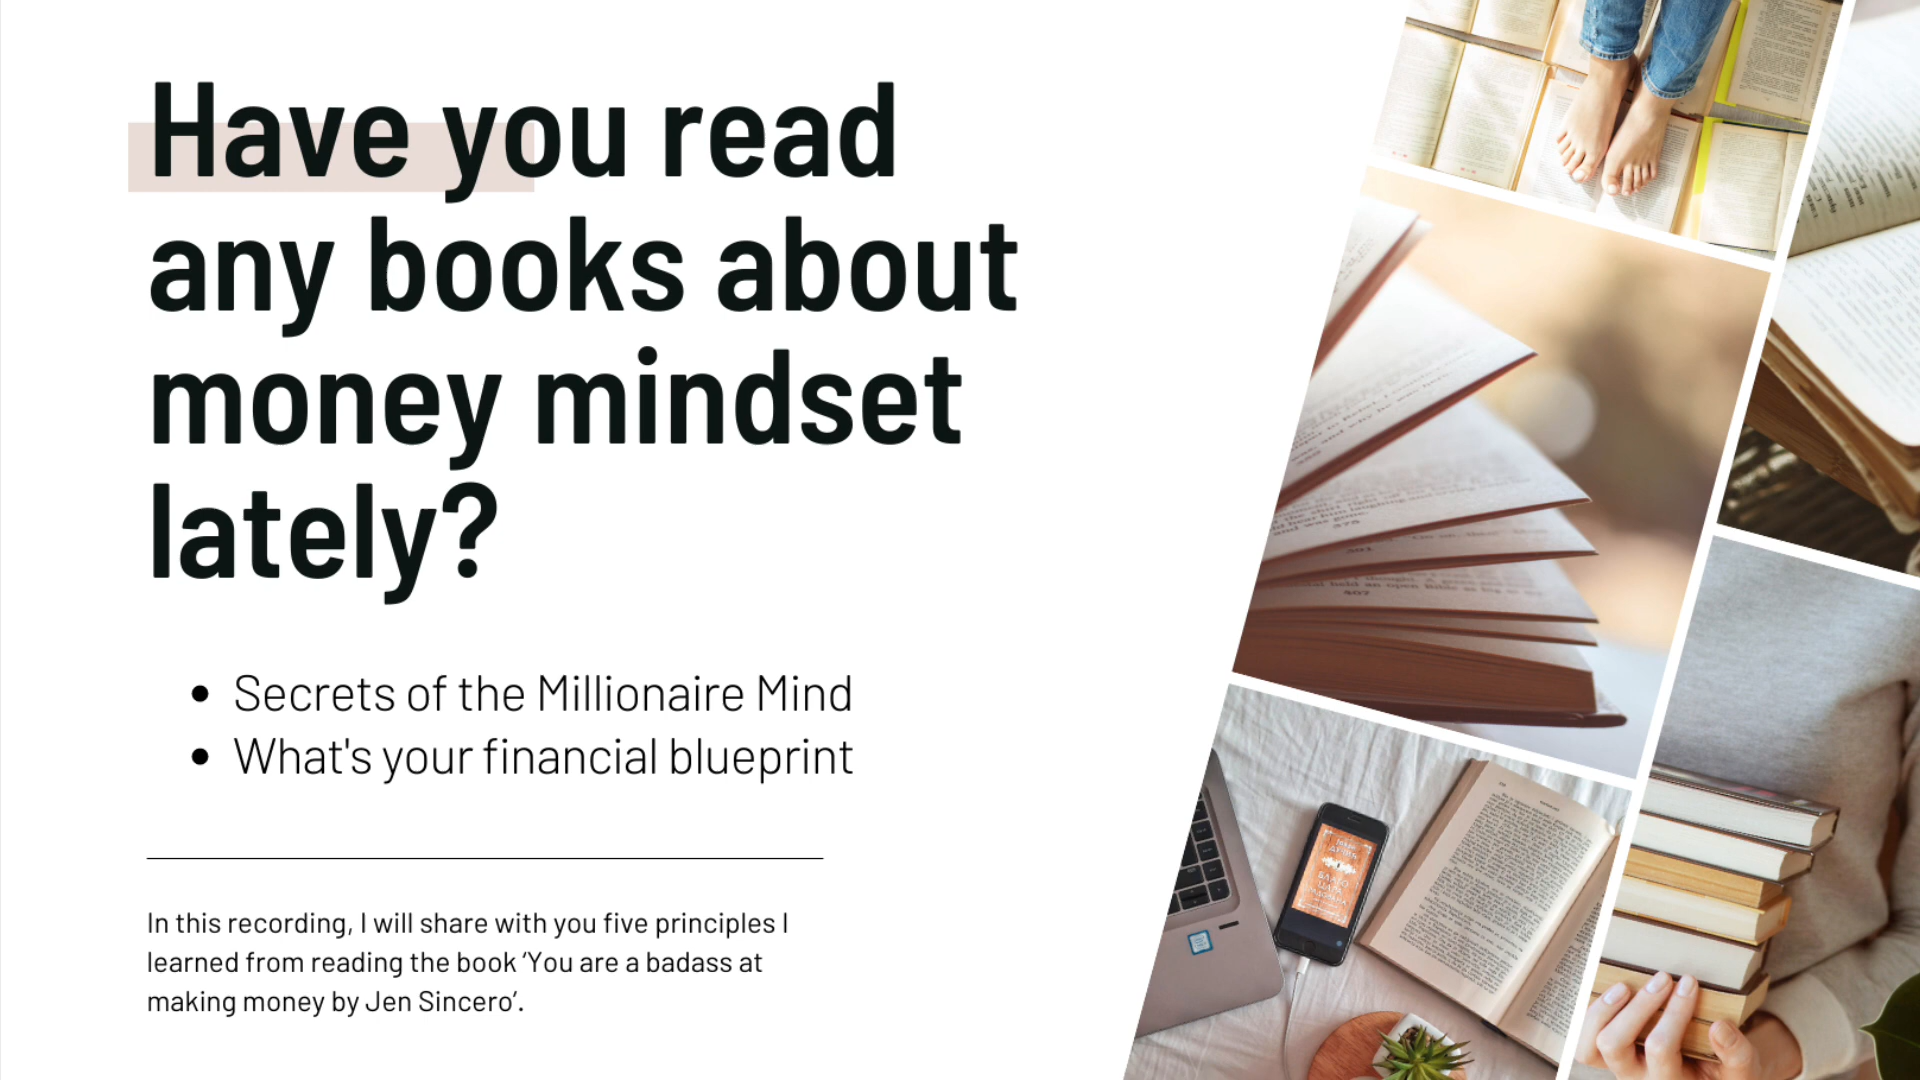 Have you read
any books about
money mindset
lately?
• Secrets of the Millionaire Mind
• What's your financial blueprint
In this recording, I will share with you five principles I
learned from reading the book ‘You are a badass at
making money by Jen Sincero’.